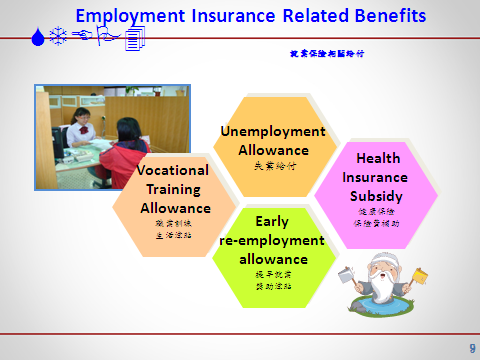 Employment Insurance Related Benefits
STEP4
就業保險相關給付
Unemployment
Allowance
失業給付
Health
Insurance
Subsidy
健康保險
保險費補助
Vocational
Training
Allowance
職業訓練
生活津貼
Early
re-employment
allowance
提早就業
獎助津貼
9